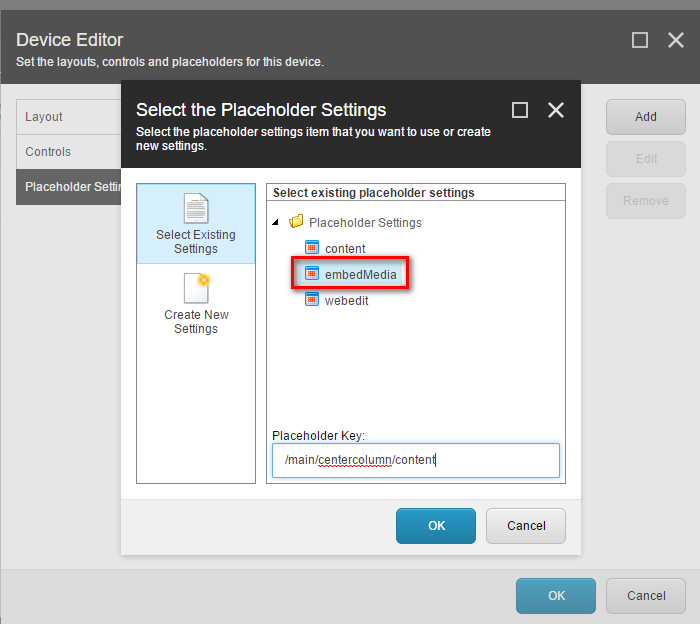 Device Editor
Set the layouts, controls and placeholders for this device.
Layout
Controls
Placeholder Settin
Add
Edit
Remove
Select the Placeholder Settings
Select the placeholder settings item that you want to use or create
new settings.
Select Existing
Settings
Create New
Settings
Select existing placeholder settings
Placeholder Settings
content
embedMedia
webedit
Placeholder Key:
/main/centercolumn/content
OK
Cancel
OK
Cancel